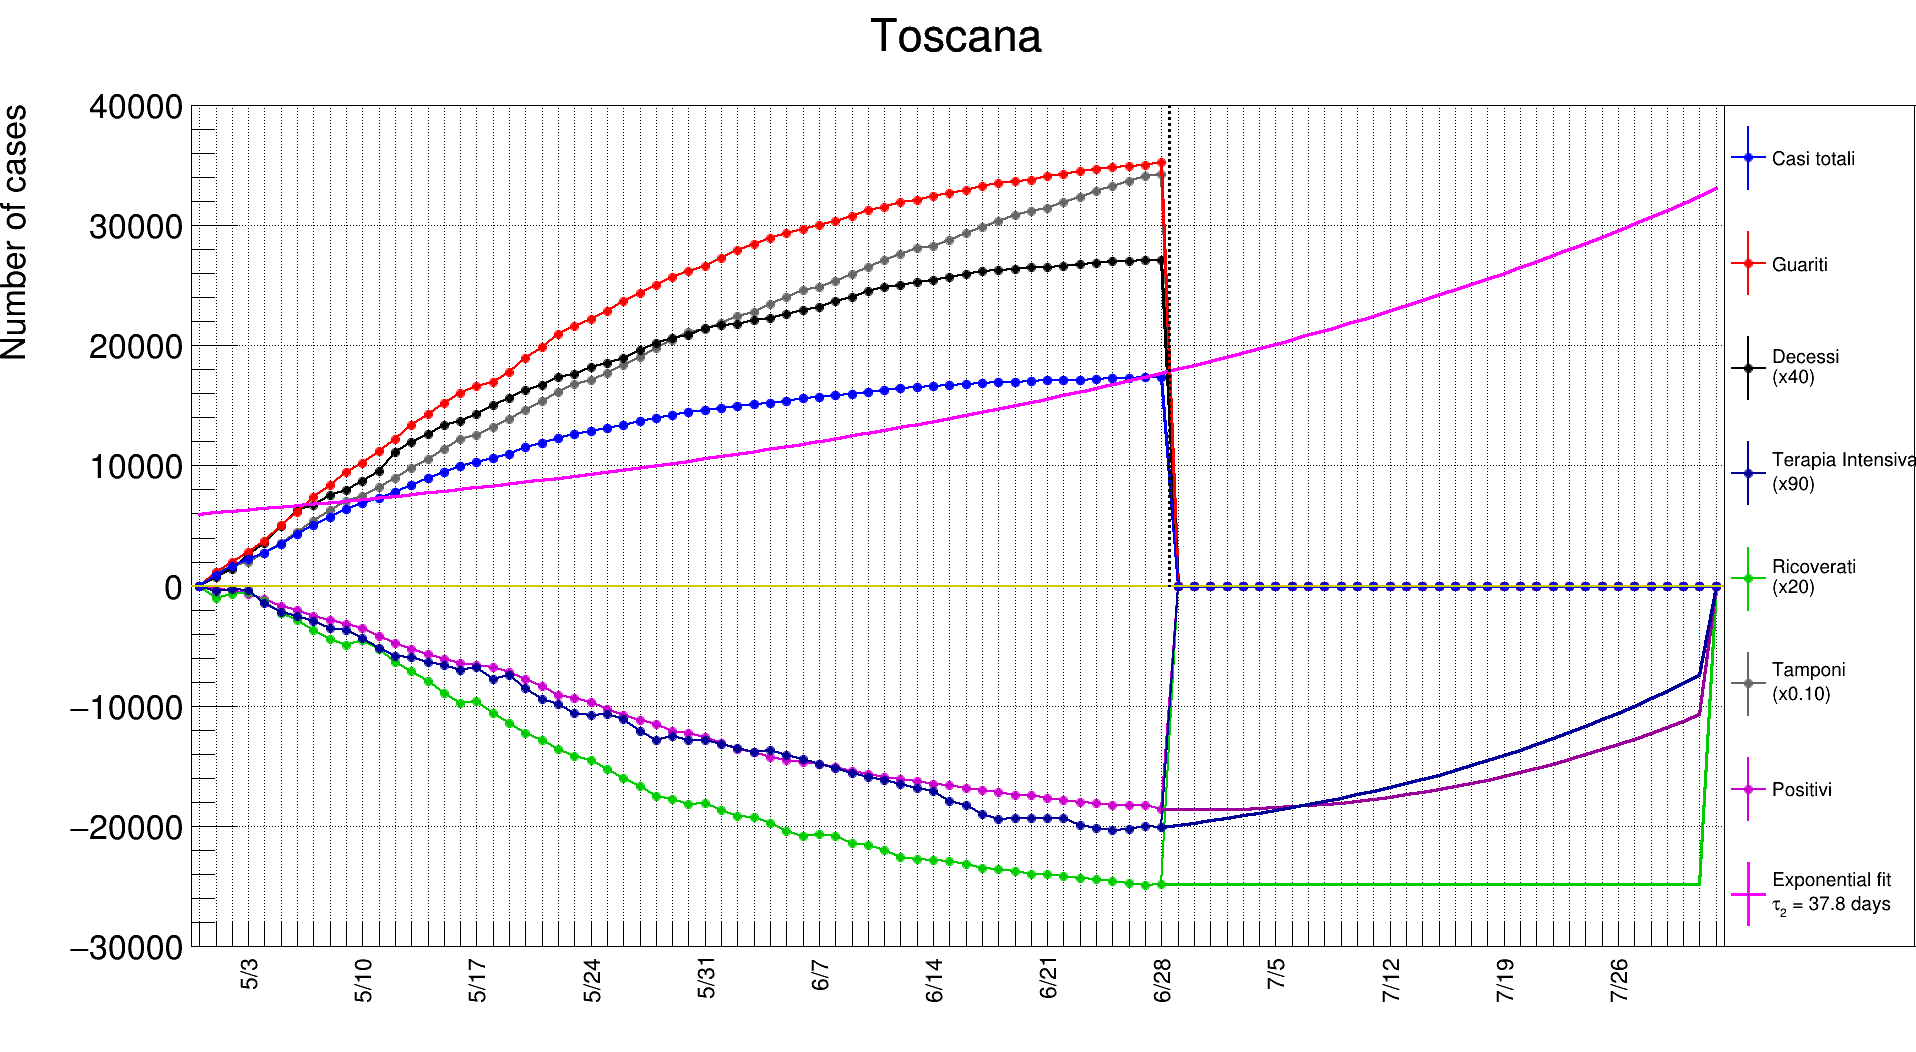 Toscana
Number of cases
40000
30000
20000
10000
0
−10000
−20000
−30000
5/3
5/10
5/17
5/24
5/31
6/7
6/14
6/21
6/28
7/5
7/12
7/19
7/26
Casi totali
Guariti
Decessi
(x40)
Terapia Intensiva
(x90)
Ricoverati
(x20)
Tamponi
(x0.10)
Positivi
Exponential fit
τ2 = 37.8 days